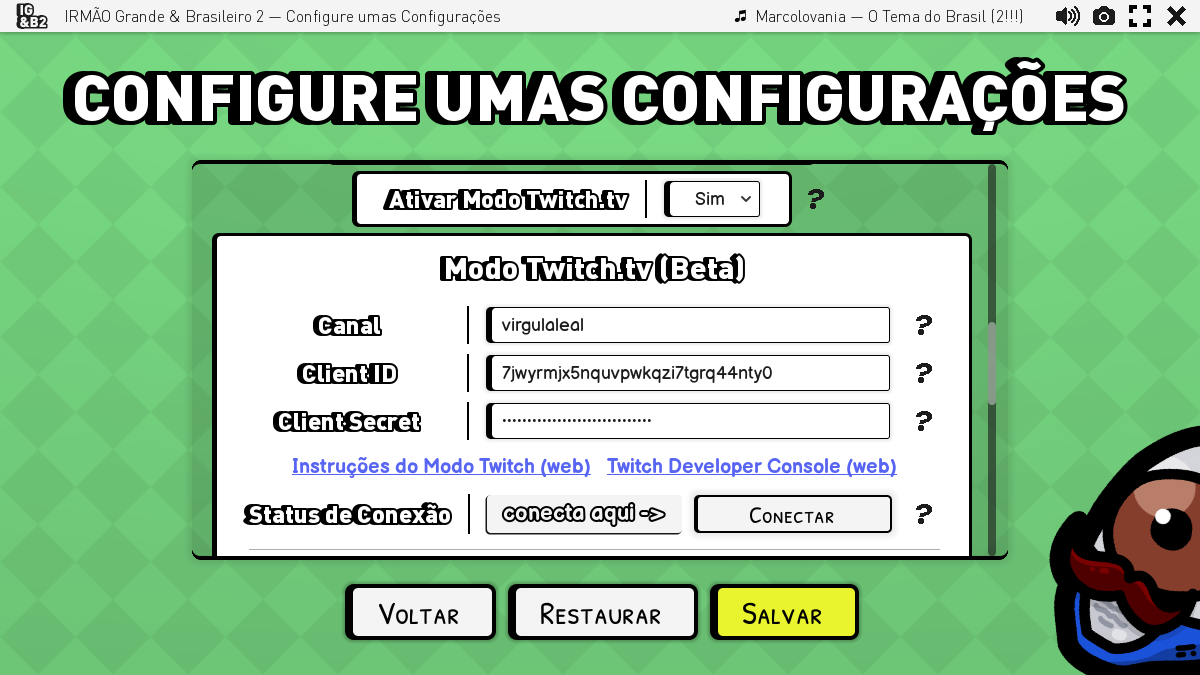 IG &B2
IRMÃO Grande & Brasileiro 2 — Configure umas Configurações
Marcolovania — O Tema do Brasil (2!!!)
CONFIGURE UMAS CONFIGURAÇÕES
Ativar Modo Twitch.tv
Sim
?
Modo Twitch.tv (Beta)
Canal
virgulaleal
?
Client ID
7jwyrmjx5nquvpwkqzi7tgrq44nty0
?
Client Secret
••••••••••••••••••••••••••••••
?
Instruções do Modo Twitch (web)
Twitch Developer Console (web)
Status de Conexão
conecta aqui ->
Conectar
?
Voltar
Restaurar
Salvar